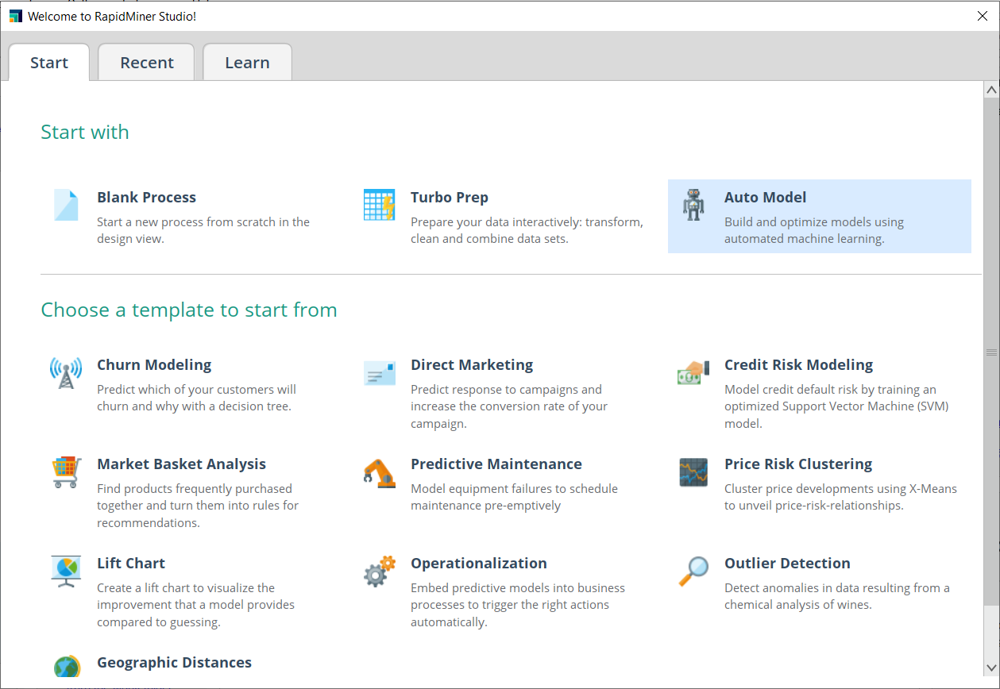 Welcome to RapidMiner Studio!
Start
Recent
Learn
Start with
Blank Process
Start a new process from scratch in the
design view.
Turbo Prep
Prepare your data interactively: transform,
clean and combine data sets.
Auto Model
Build and optimize models using
automated machine learning.
Choose a template to start from
Churn Modeling
Predict which of your customers will
churn and why with a decision tree.
Direct Marketing
Predict response to campaigns and
increase the conversion rate of your
campaign.
Credit Risk Modeling
Model credit default risk by training an
optimized Support Vector Machine (SVM)
model.
Market Basket Analysis
Find products frequently purchased
together and turn them into rules for
recommendations.
Predictive Maintenance
Model equipment failures to schedule
maintenance pre-emptively
Price Risk Clustering
Cluster price developments using X-Means
to unveil price-risk-relationships.
Lift Chart
Create a lift chart to visualize the
improvement that a model provides
compared to guessing.
Operationalization
Embed predictive models into business
processes to trigger the right actions
automatically.
Outlier Detection
Detect anomalies in data resulting from a
chemical analysis of wines.
Geographic Distances